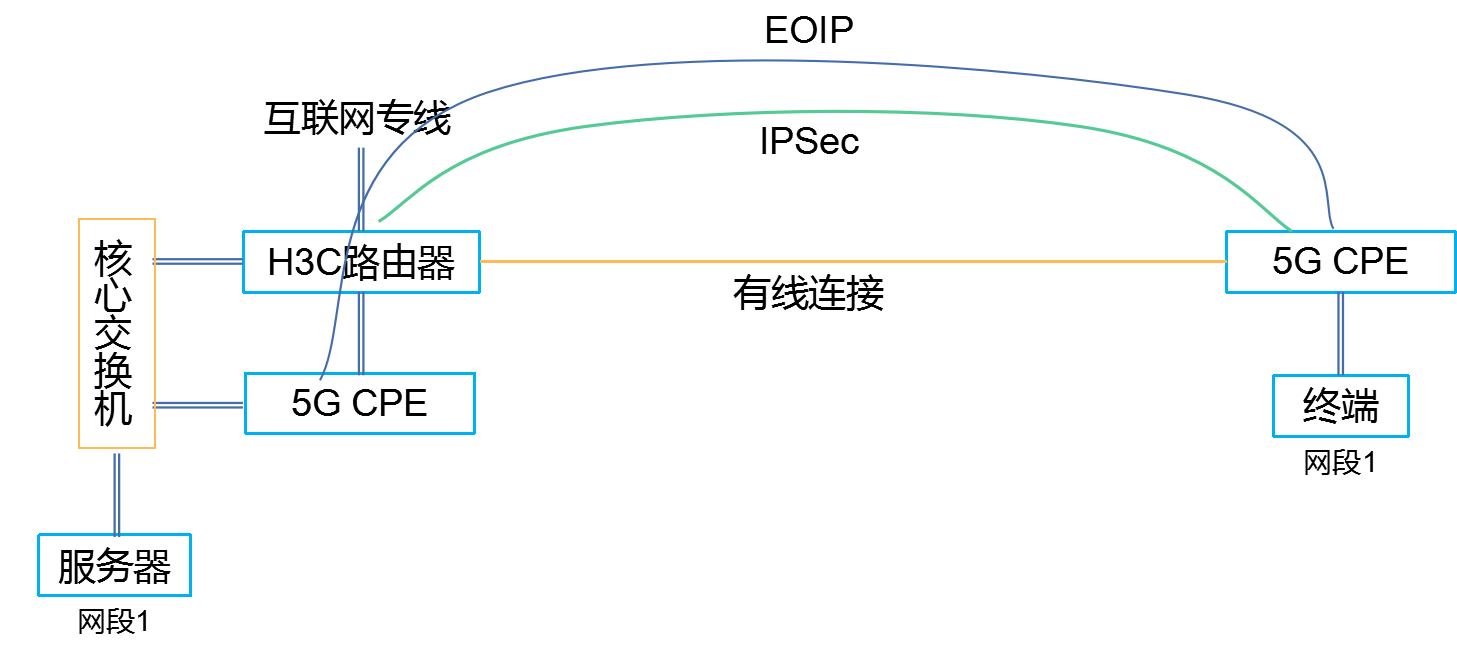 EOIP
互联网专线
IPSec
核心交换机
H3C路由器
5G CPE
有线连接
5G CPE
终端
网段1
服务器
网段1